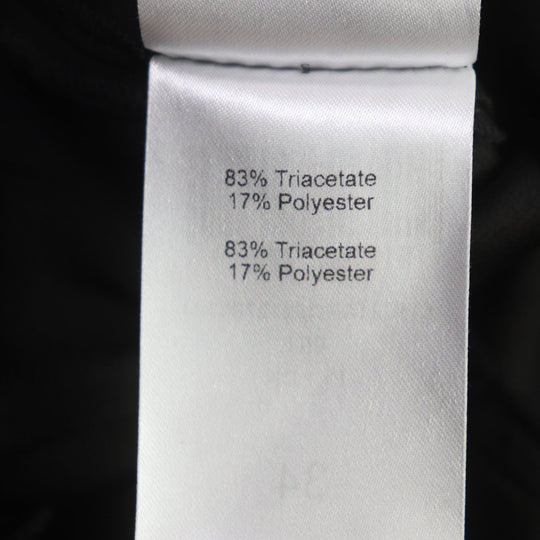 83% Triacetate
17% Polyester
83% Triacetate
17% Polyester